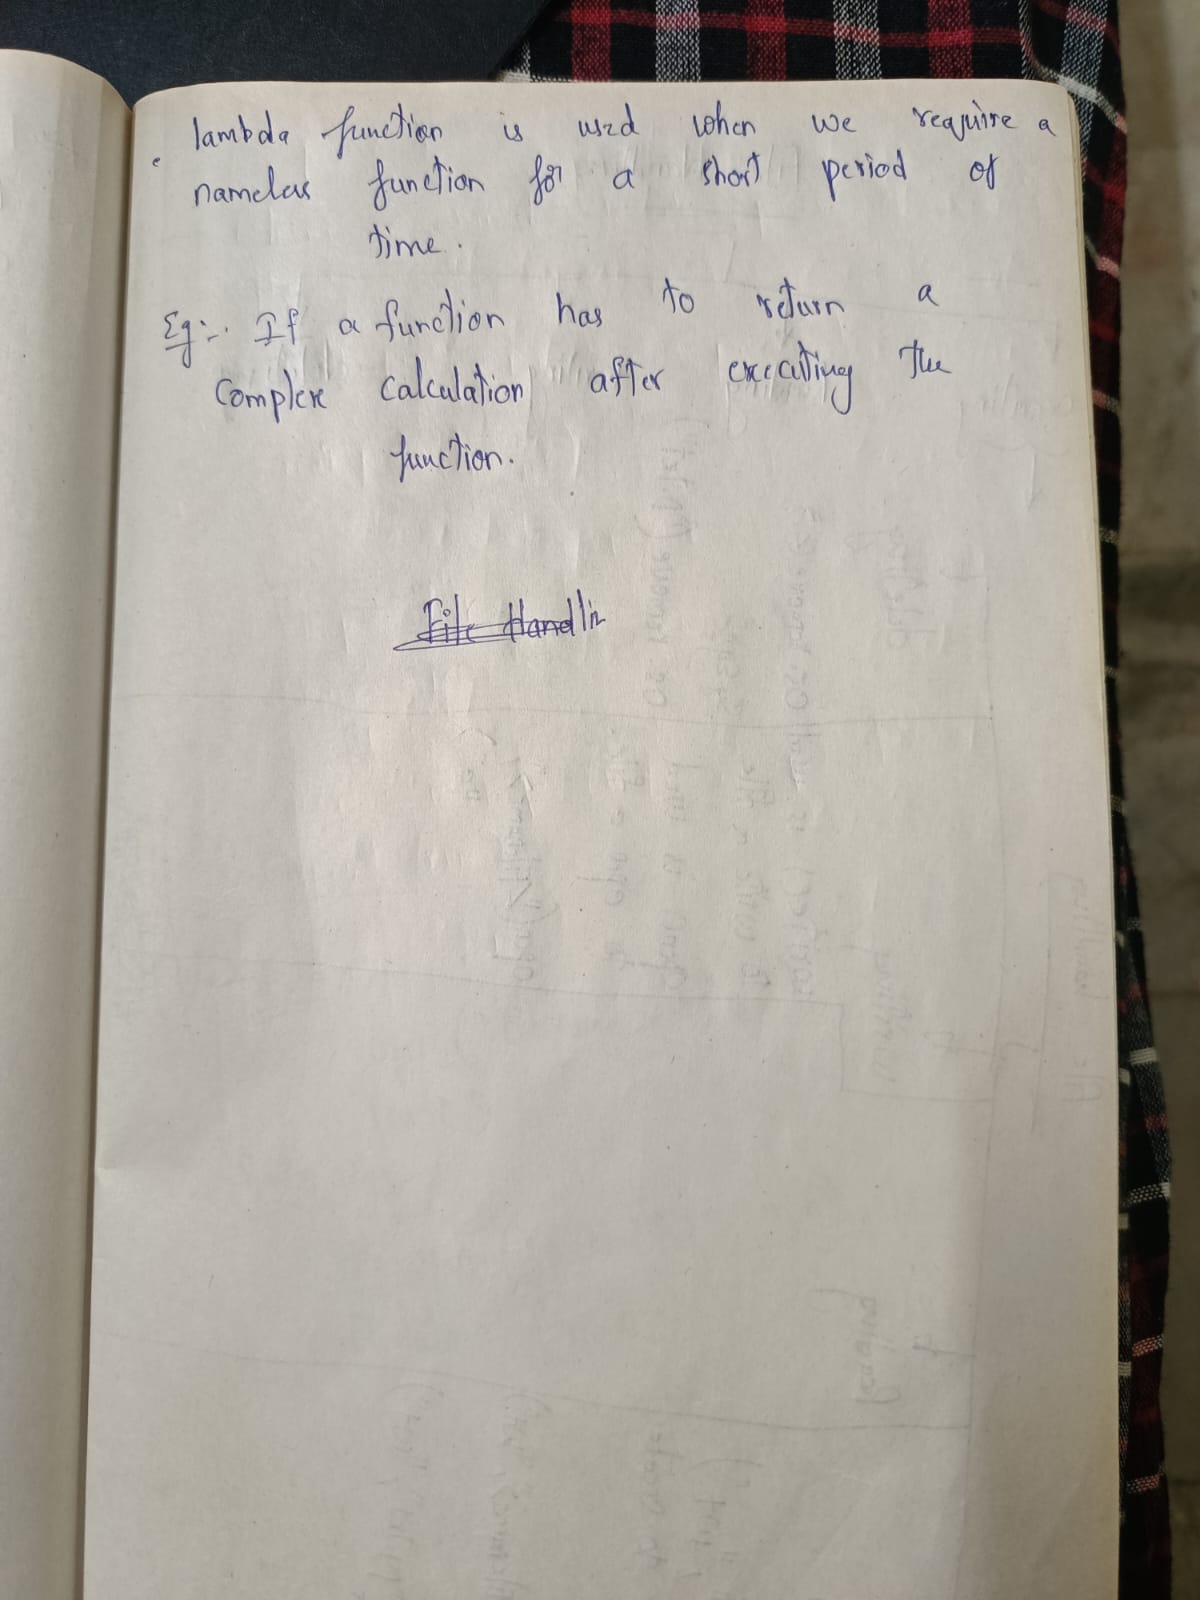 • lambda function is used when we require a
nameless function for a short period of
time.
Eg:- If a function has to return a
Complex calculation after executing the
function.
File Handlin